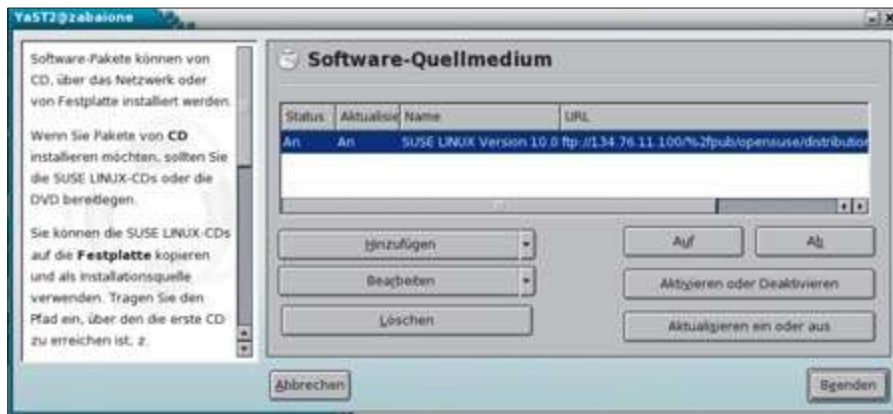 YaST2@zabaione
Software-Pakete können von
CD, über das Netzwerk oder
von Festplatte installiert werden.
Wenn Sie Pakete von CD
installieren möchten, sollten Sie
die SUSE LINUX-CDs oder die
DVD bereitlegen.
Sie können die SUSE LINUX-CDs
auf die Festplatte kopieren
und als Installationsquelle
verwenden. Tragen Sie den
Pfad ein, über den die erste CD
zu erreichen ist, z.
Software-Quellmedium
Status Aktualisie Name URL
An An SUSE LINUX Version 10.0 ftp://134.76.11.100/%2fpub/opensuse/distribution
Hinzufügen Auf Ab
Bearbeiten Aktivieren oder Deaktivieren
Löschen Aktualisieren ein oder aus
Abbrechen Beenden